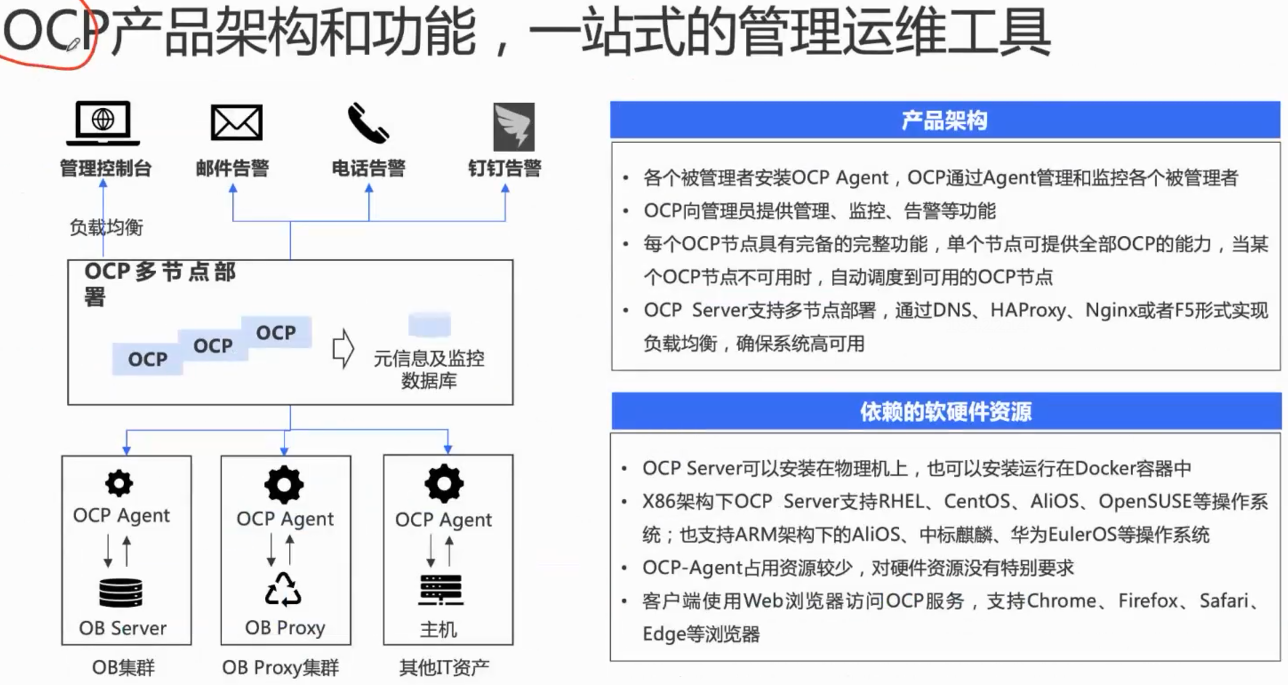 OCP产品架构和功能，一站式的管理运维工具
管理控制台
邮件告警
电话告警
钉钉告警
负载均衡
OCP多节点部
署
OCP
OCP
OCP
元信息及监控
数据库
OCP Agent
OB Server
OB集群
OCP Agent
OB Proxy
OB Proxy集群
OCP Agent
主机
其他IT资产
产品架构
• 各个被管理者安装OCP Agent，OCP通过Agent管理和监控各个被管理者
• OCP向管理员提供管理、监控、告警等功能
• 每个OCP节点具有完备的完整功能，单个节点可提供全部OCP的能力，当某
个OCP节点不可用时，自动调度到可用的OCP节点
• OCP Server支持多节点部署，通过DNS、HAProxy、Nginx或者F5形式实现
负载均衡，确保系统高可用
依赖的软硬件资源
• OCP Server可以安装在物理机上，也可以安装运行在Docker容器中
• X86架构下OCP Server支持RHEL、CentOS、AliOS、OpenSUSE等操作系
统；也支持ARM架构下的AliOS、中标麒麟、华为EulerOS等操作系统
• OCP-Agent占用资源较少，对硬件资源没有特别要求
• 客户端使用Web浏览器访问OCP服务，支持Chrome、Firefox、Safari、
Edge等浏览器